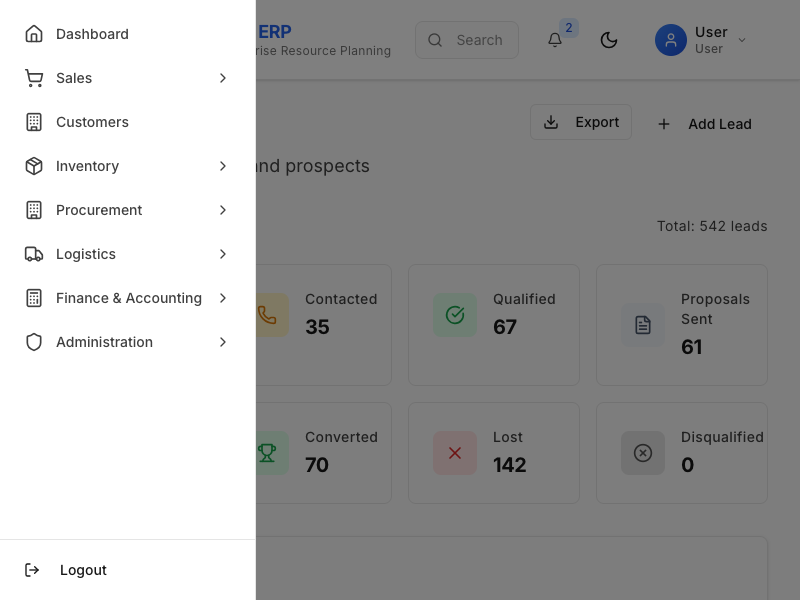 Dashboard
Sales
Customers
Inventory
Procurement
Logistics
Finance & Accounting
Administration
Logout
ERP
rise Resource Planning
Search
2
User
User
Export
Add Lead
and prospects
Total: 542 leads
Contacted
35
Qualified
67
Proposals
Sent
61
Converted
70
Lost
142
Disqualified
0